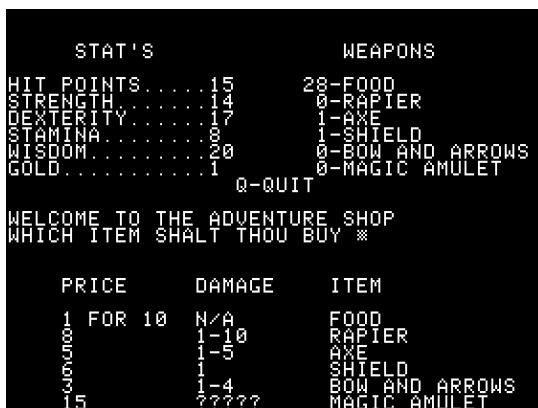 STAT'S WEAPONS
HIT POINTS.....15 28-FOOD
STRENGTH.......14 0-RAPIER
DEXTERITY......17 1-AXE
STAMINA........8 1-SHIELD
WISDOM.........20 0-BOW AND ARROWS
GOLD...........1 0-MAGIC AMULET
Q-QUIT
WELCOME TO THE ADVENTURE SHOP
WHICH ITEM SHALT THOU BUY
PRICE DAMAGE ITEM
1 FOR 10 N/A FOOD
8 1-10 RAPIER
5 1-5 AXE
6 1 SHIELD
3 1-4 BOW AND ARROWS
15 ????? MAGIC AMULET